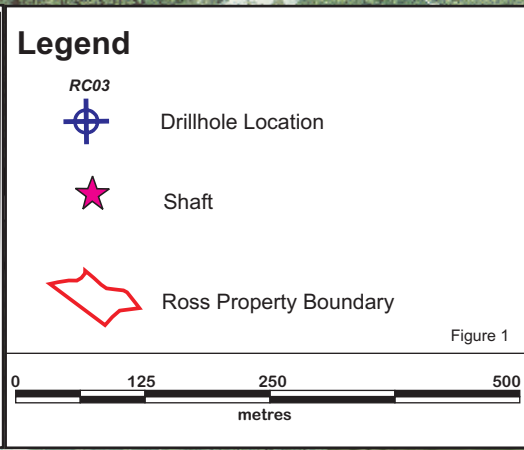 Legend
RC03
Drillhole Location
Shaft
Ross Property Boundary
Figure 1
0 125 250 500
metres